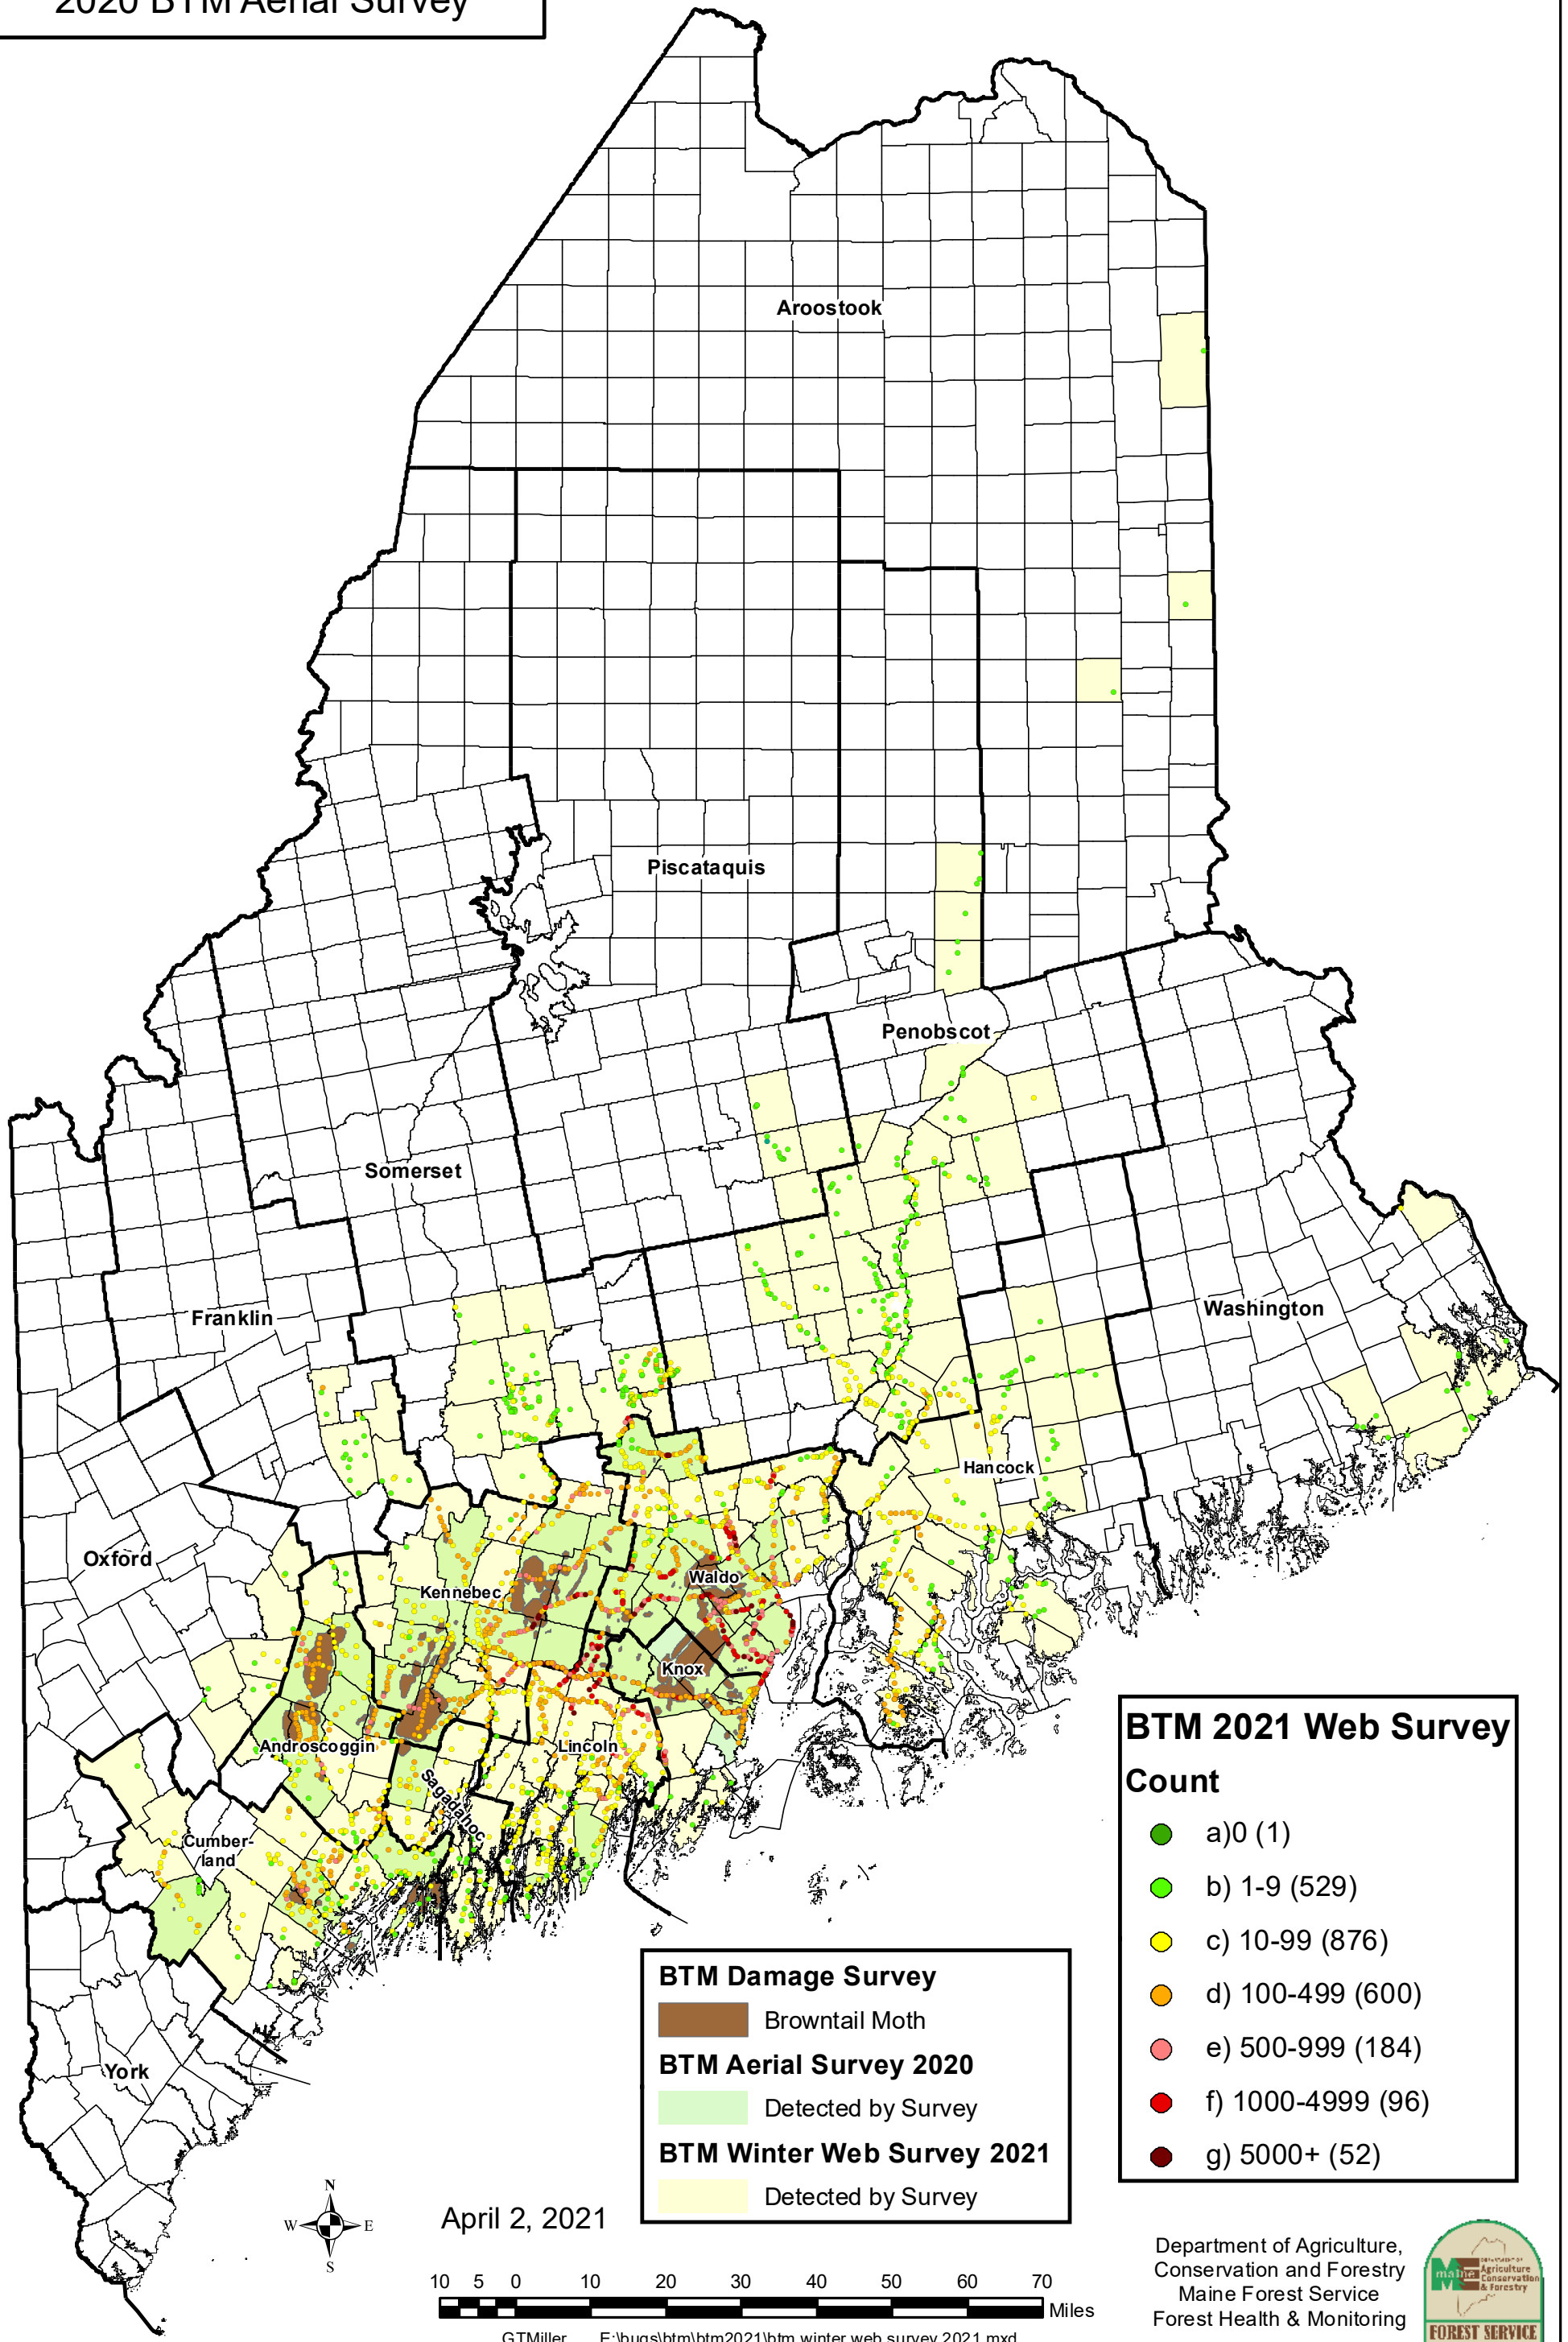 2020 BTM Aerial Survey
Aroostook
Piscataquis
Penobscot
Somerset
Franklin
Washington
Hancock
Oxford
Kennebec
Waldo
Knox
Androscoggin
Lincoln
Sagadahoc
Cumber-
land
York
BTM 2021 Web Survey
Count
a)0 (1)
b) 1-9 (529)
c) 10-99 (876)
d) 100-499 (600)
e) 500-999 (184)
f) 1000-4999 (96)
g) 5000+ (52)
BTM Damage Survey
Browntail Moth
BTM Aerial Survey 2020
Detected by Survey
BTM Winter Web Survey 2021
Detected by Survey
N
W E
S
April 2, 2021
10 5 0 10 20 30 40 50 60 70
Miles
GTMiller E:\bugs\btm\btm2021\btm winter web survey 2021.mxd
Department of Agriculture,
Conservation and Forestry
Maine Forest Service
Forest Health & Monitoring
maine
Agriculture
Conservation
& Forestry
FOREST SERVICE